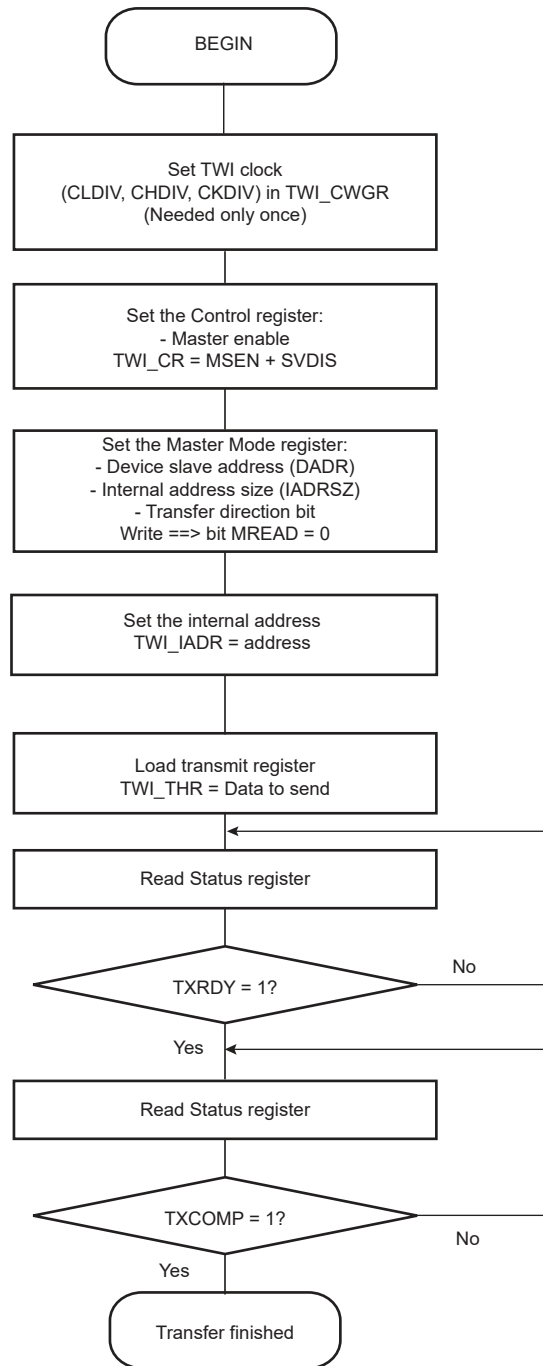 BEGIN
Set TWI clock
(CLDIV, CHDIV, CKDIV) in TWI_CWGR
(Needed only once)
Set the Control register:
- Master enable
TWI_CR = MSEN + SVDIS
Set the Master Mode register:
- Device slave address (DADR)
- Internal address size (IADRSZ)
- Transfer direction bit
Write ==> bit MREAD = 0
Set the internal address
TWI_IADR = address
Load transmit register
TWI_THR = Data to send
Read Status register
TXRDY = 1?
No
Yes
Read Status register
TXCOMP = 1?
No
Yes
Transfer finished